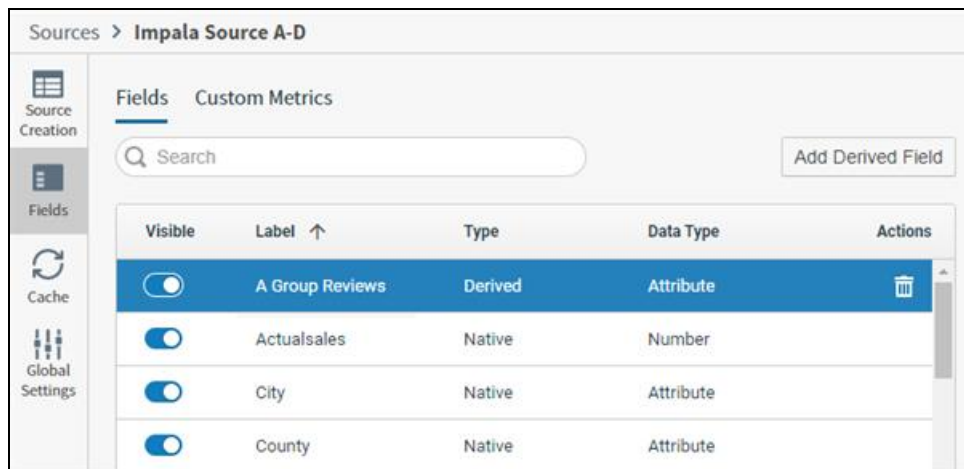 Sources > Impala Source A-D
Source
Creation
Fields
Cache
Global
Settings
Fields Custom Metrics
Search
Add Derived Field
Visible Label ↑ Type Data Type Actions
A Group Reviews Derived Attribute
Actualsales Native Number
City Native Attribute
County Native Attribute